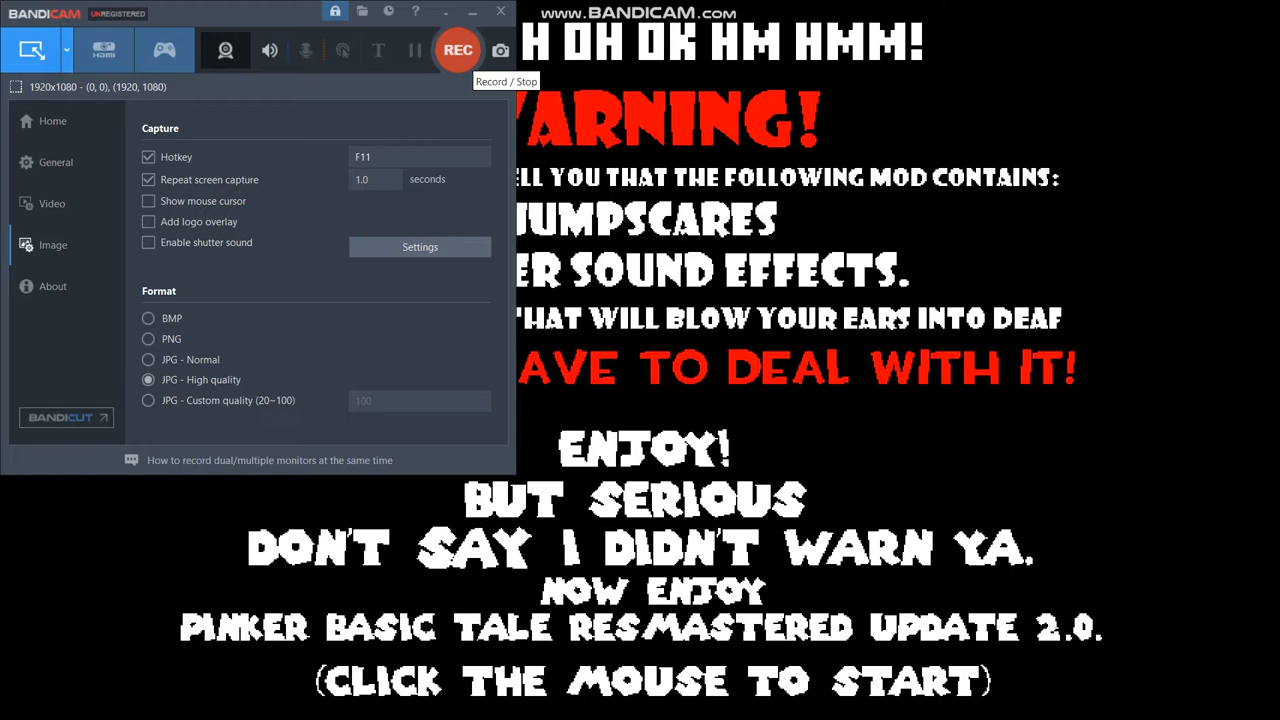 BANDICAM UNREGISTERED
www.BANDICAM.com
REC
Record / Stop
1920x1080 - (0, 0), (1920, 1080)
Home
General
Video
Image
About
BANDICUT
Capture
Hotkey F11
Repeat screen capture 1.0 seconds
Show mouse cursor
Add logo overlay
Enable shutter sound
Settings
Format
BMP
PNG
JPG - Normal
JPG - High quality
JPG - Custom quality (20~100) 100
How to record dual/multiple monitors at the same time
H OH OK HM HMM!
WARNING!
ELL YOU THAT THE FOLLOWING MOD CONTAINS:
JUMPSCARES
ER SOUND EFFECTS.
THAT WILL BLOW YOUR EARS INTO DEAF
AVE TO DEAL WITH IT!
ENJOY!
BUT SERIOUS
DON'T SAY I DIDN'T WARN YA.
NOW ENJOY
PINKER BASIC TALE RESMASTERED UPDATE 2.0.
(CLICK THE MOUSE TO START)